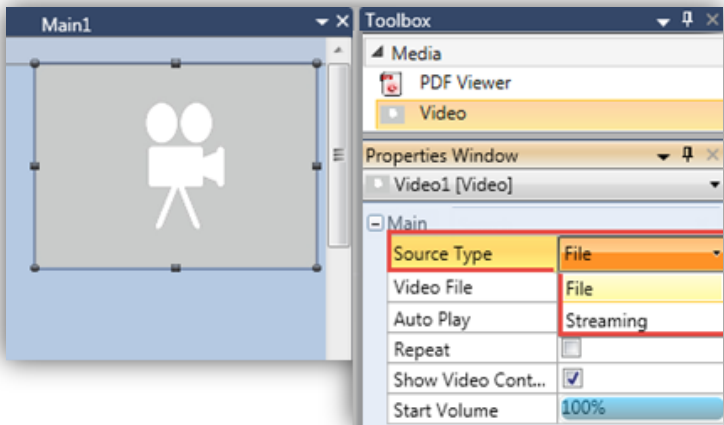 Main1
Toolbox
Media
PDF Viewer
Video
Properties Window
Video1 [Video]
Main
Source Type
File
Video File
File
Auto Play
Streaming
Repeat
Show Video Cont...
Start Volume
100%